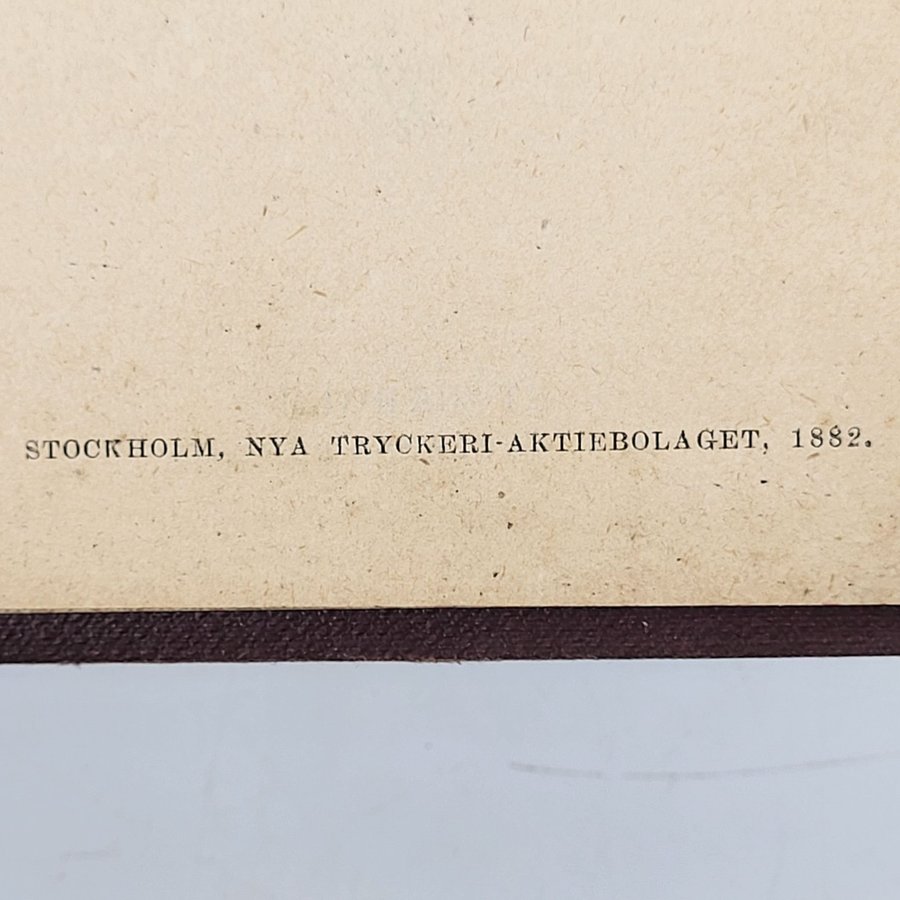 STOCKHOLM, NYA TRYCKERI-AKTIEBOLAGET, 1882.